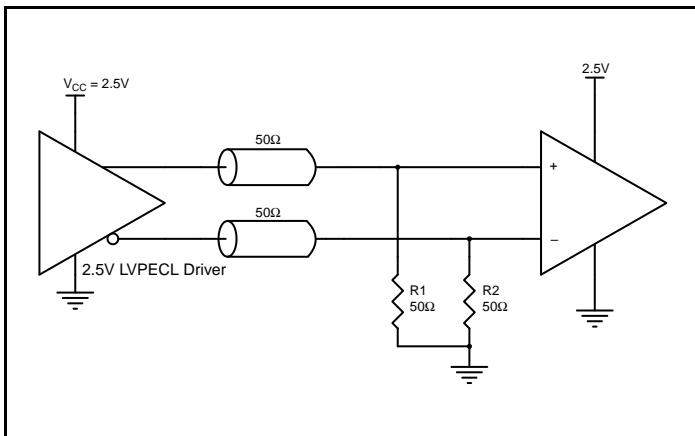 V_CC = 2.5V
2.5V
50Ω
+
50Ω
–
2.5V LVPECL Driver
R1
50Ω
R2
50Ω